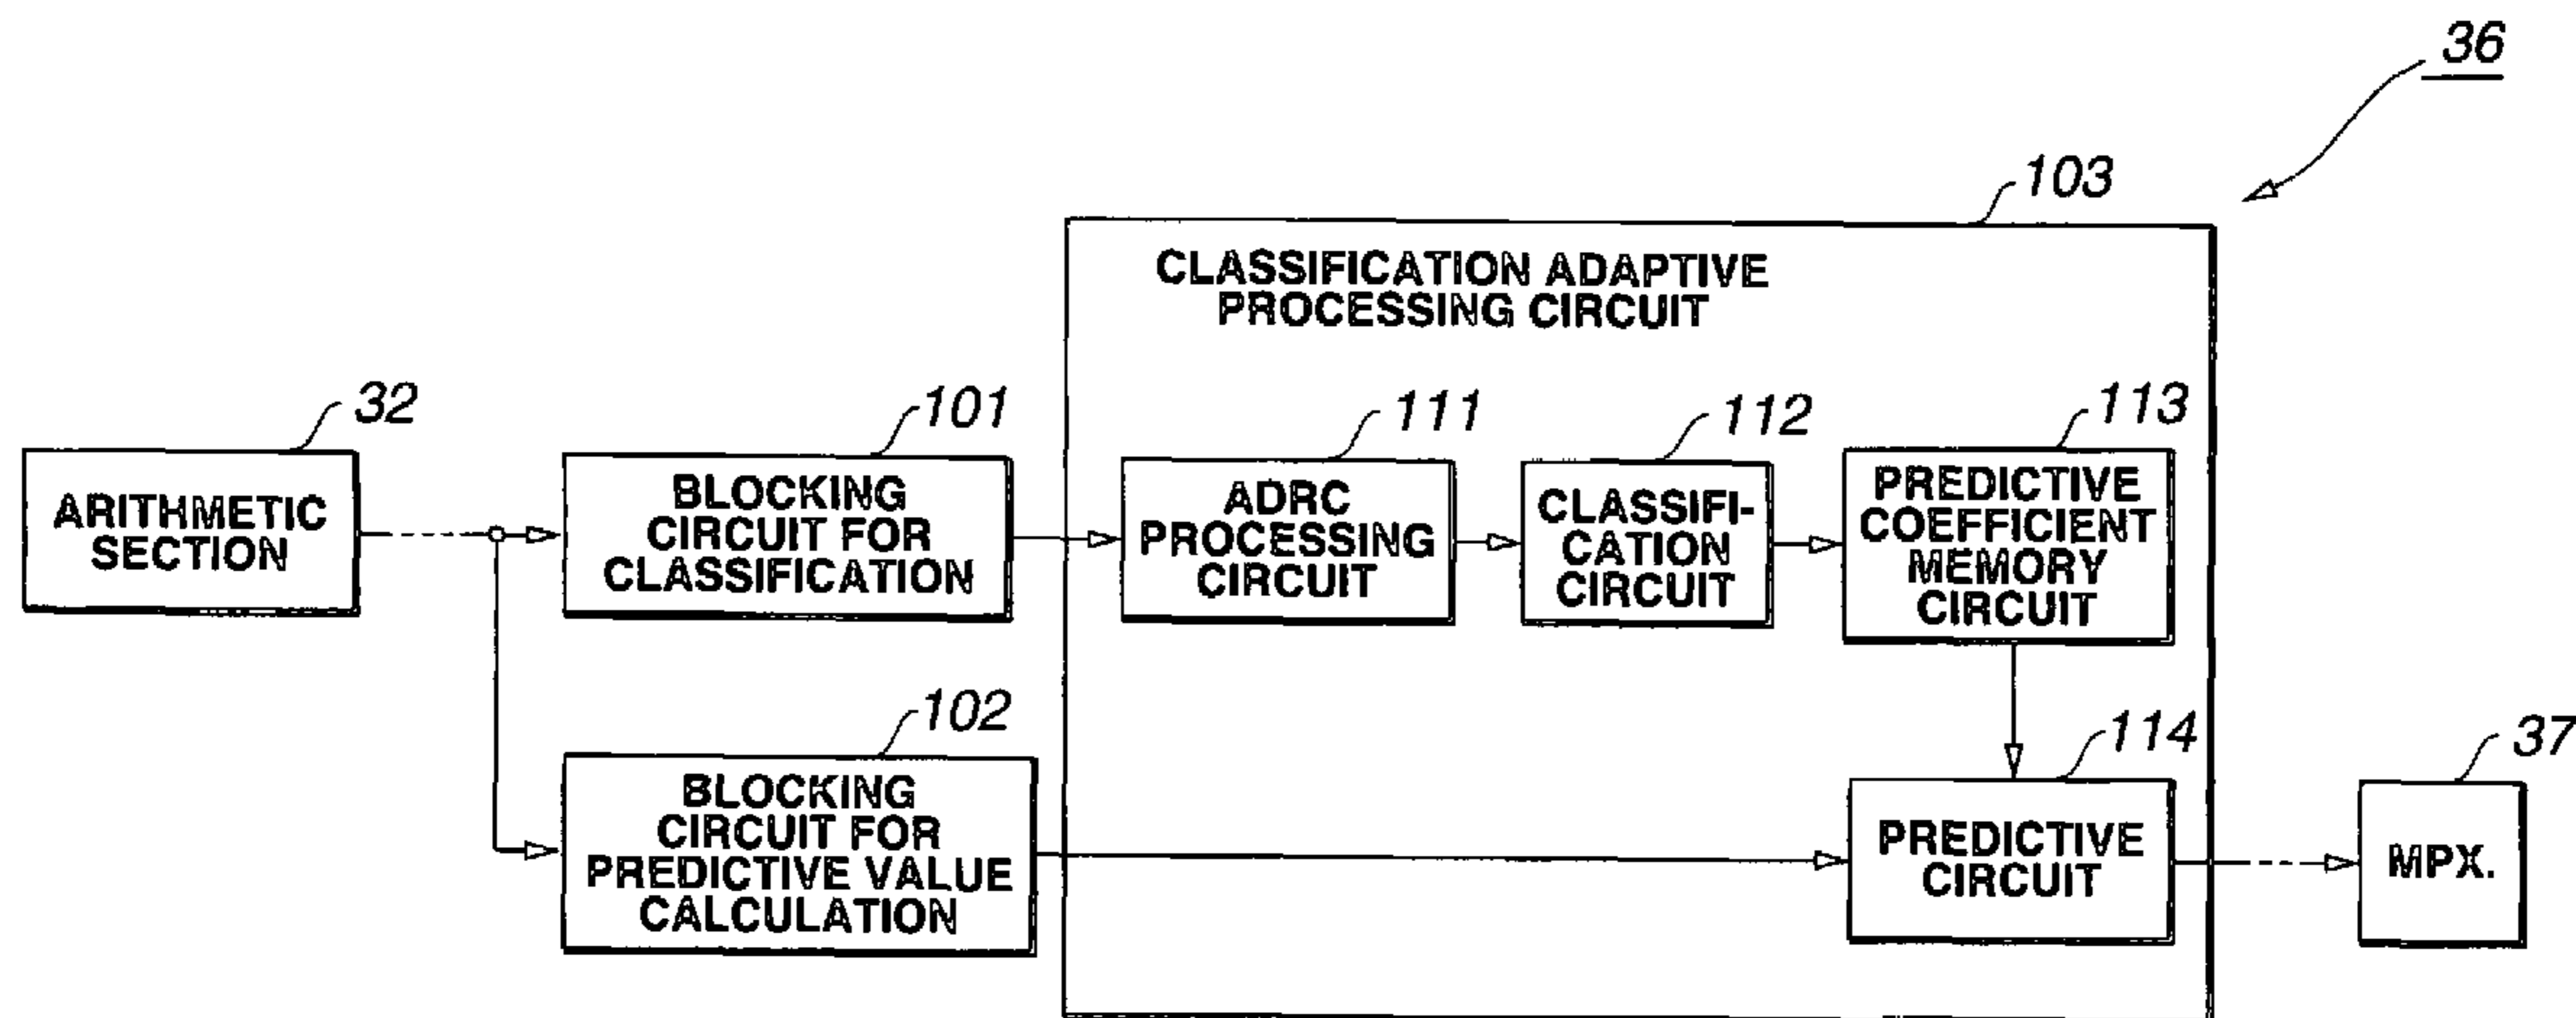 36
103
CLASSIFICATION ADAPTIVE
PROCESSING CIRCUIT
32
ARITHMETIC
SECTION
101
BLOCKING
CIRCUIT FOR
CLASSIFICATION
111
ADRC
PROCESSING
CIRCUIT
112
CLASSIFI-
CATION
CIRCUIT
113
PREDICTIVE
COEFFICIENT
MEMORY
CIRCUIT
102
BLOCKING
CIRCUIT FOR
PREDICTIVE VALUE
CALCULATION
114
PREDICTIVE
CIRCUIT
37
MPX.